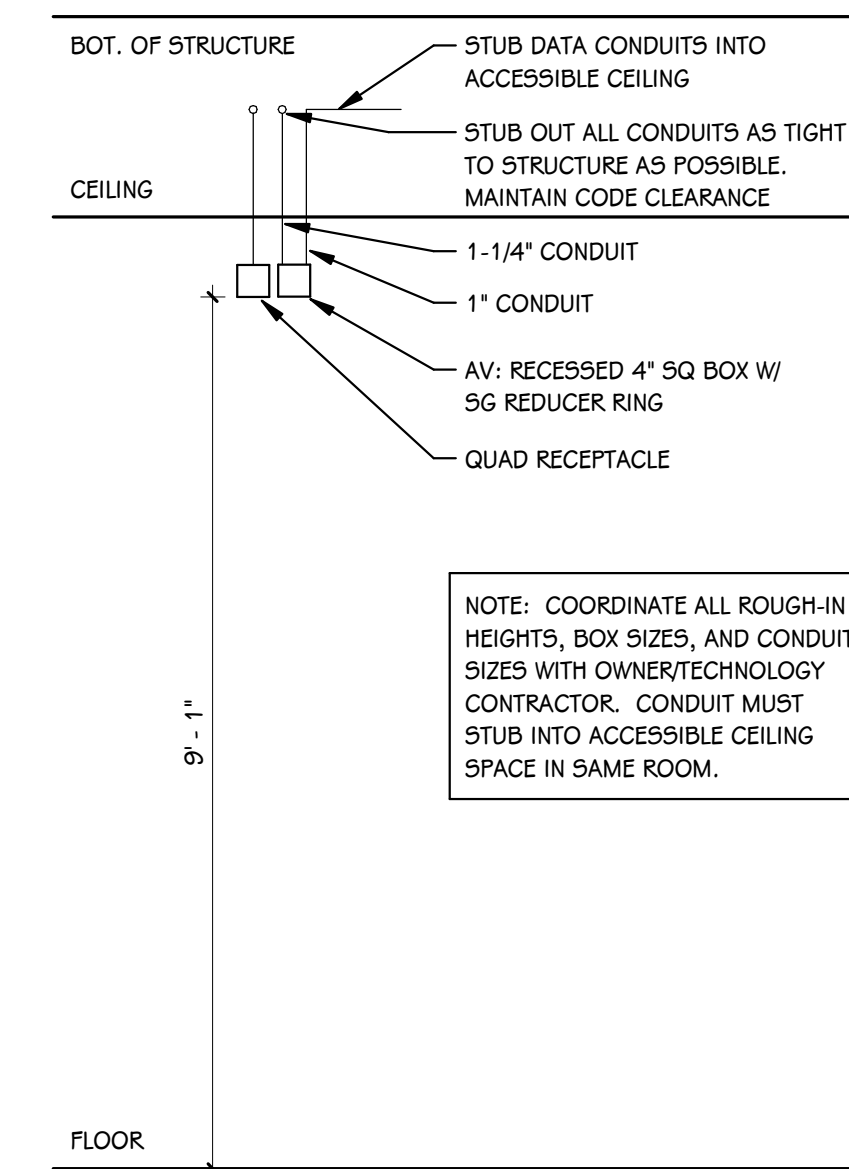 BOT. OF STRUCTURE
STUB DATA CONDUITS INTO
ACCESSIBLE CEILING
STUB OUT ALL CONDUITS AS TIGHT
TO STRUCTURE AS POSSIBLE.
MAINTAIN CODE CLEARANCE
CEILING
1-1/4" CONDUIT
1" CONDUIT
AV: RECESSED 4" SQ BOX W/
SG REDUCER RING
QUAD RECEPTACLE
NOTE: COORDINATE ALL ROUGH-IN
HEIGHTS, BOX SIZES, AND CONDUIT
SIZES WITH OWNER/TECHNOLOGY
CONTRACTOR. CONDUIT MUST
STUB INTO ACCESSIBLE CEILING
SPACE IN SAME ROOM.
9' - 1"
FLOOR